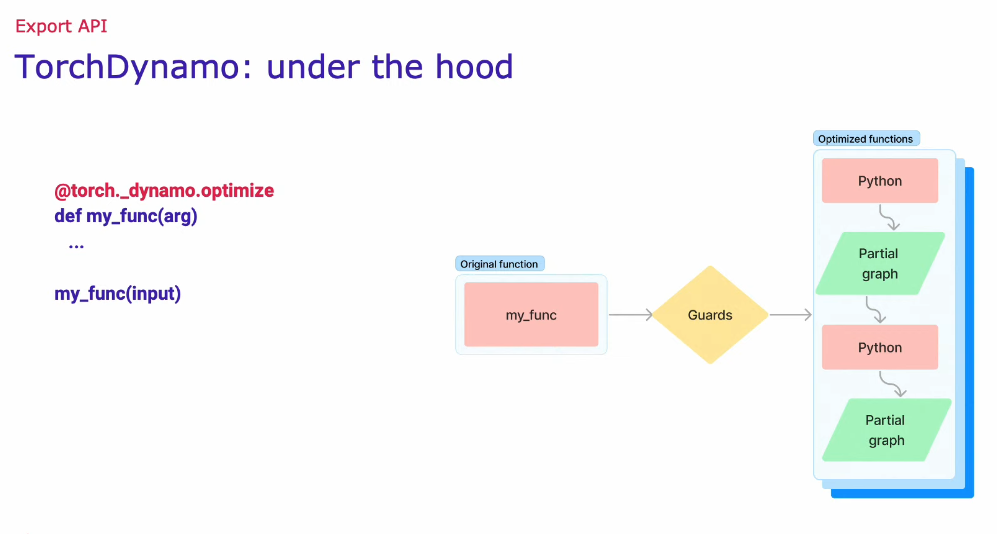 Export API
TorchDynamo: under the hood
@torch._dynamo.optimize
def my_func(arg)
...
my_func(input)
Original function
my_func
Guards
Optimized functions
Python
Partial
graph
Python
Partial
graph